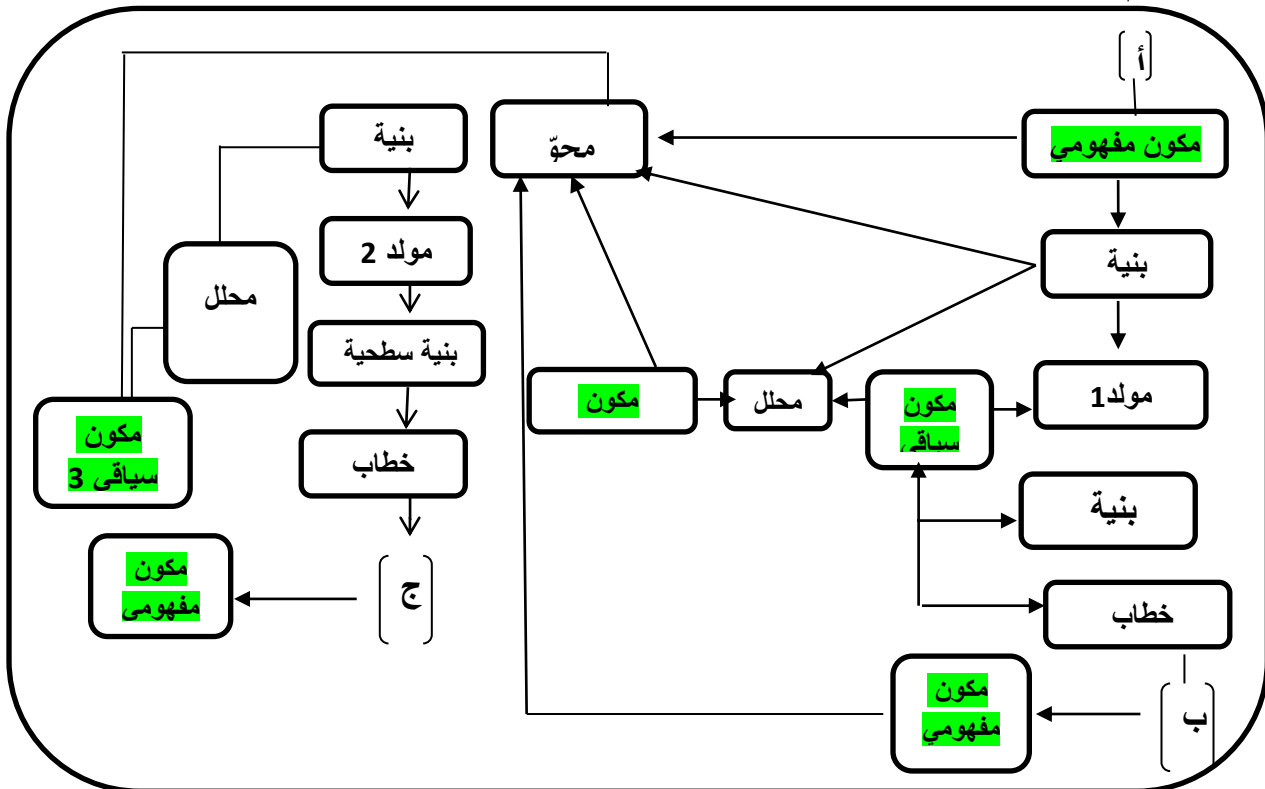 [أ]
مكون مفهومي
بنية
مولد1
بنية
خطاب
[ب]
مكون
مفهومي
محوّ
مكون
سياقي
محلل
مكون
بنية
مولد 2
بنية سطحية
خطاب
[ج]
مكون
مفهومي
محلل
مكون
سياقي 3